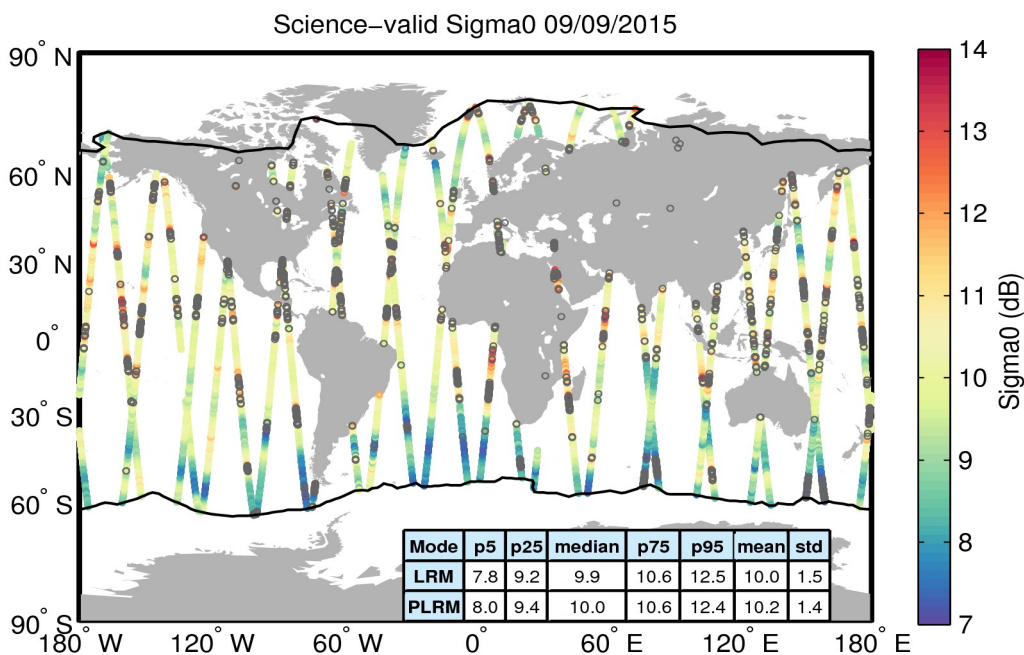 Science−valid Sigma0 09/09/2015
90° N
60° N
30° N
0°
30° S
60° S
90° S
180° W 120° W 60° W 0° 60° E 120° E 180° E
Mode p5 p25 median p75 p95 mean std
LRM 7.8 9.2 9.9 10.6 12.5 10.0 1.5
PLRM 8.0 9.4 10.0 10.6 12.4 10.2 1.4
14
13
12
11
10
9
8
7
Sigma0 (dB)